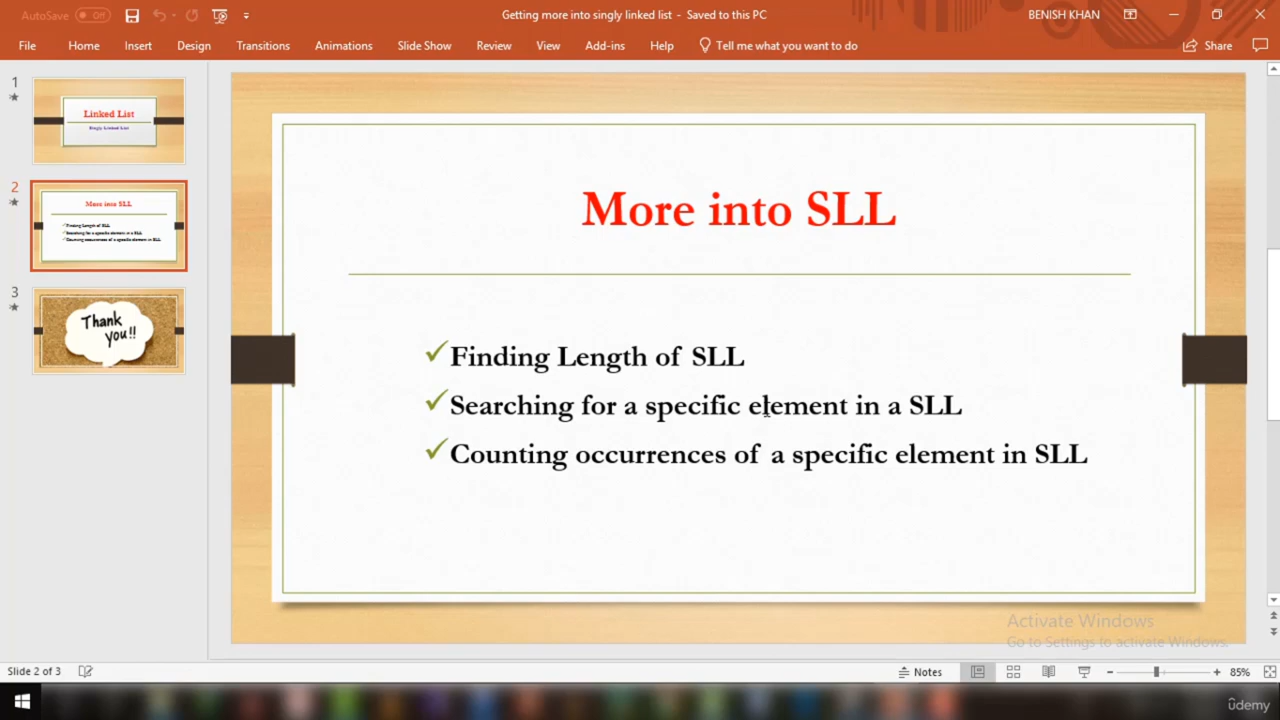 AutoSave Off Getting more into singly linked list - Saved to this PC BENISH KHAN
File Home Insert Design Transitions Animations Slide Show Review View Add-ins Help Tell me what you want to do Share
1
Linked List
Singly Linked List
2
More into SLL
Finding Length of SLL
Searching for a specific element in a SLL
Counting occurrences of a specific element in SLL
3
Thank
you!!
More into SLL
Finding Length of SLL
Searching for a specific element in a SLL
Counting occurrences of a specific element in SLL
Activate Windows
Go to Settings to activate Windows.
Slide 2 of 3 Notes 85%
ûdemy